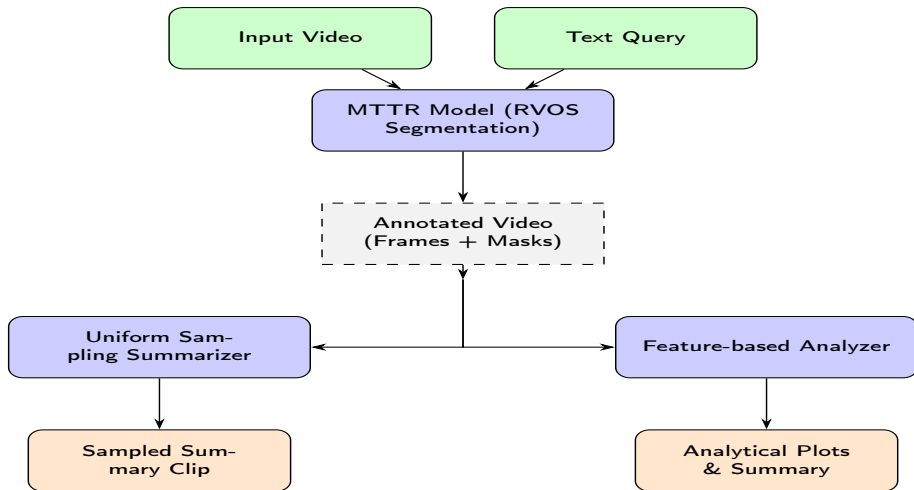 Input Video
Text Query
MTTR Model (RVOS
Segmentation)
Annotated Video
(Frames + Masks)
Uniform Sam-
pling Summarizer
Feature-based Analyzer
Sampled Sum-
mary Clip
Analytical Plots
& Summary